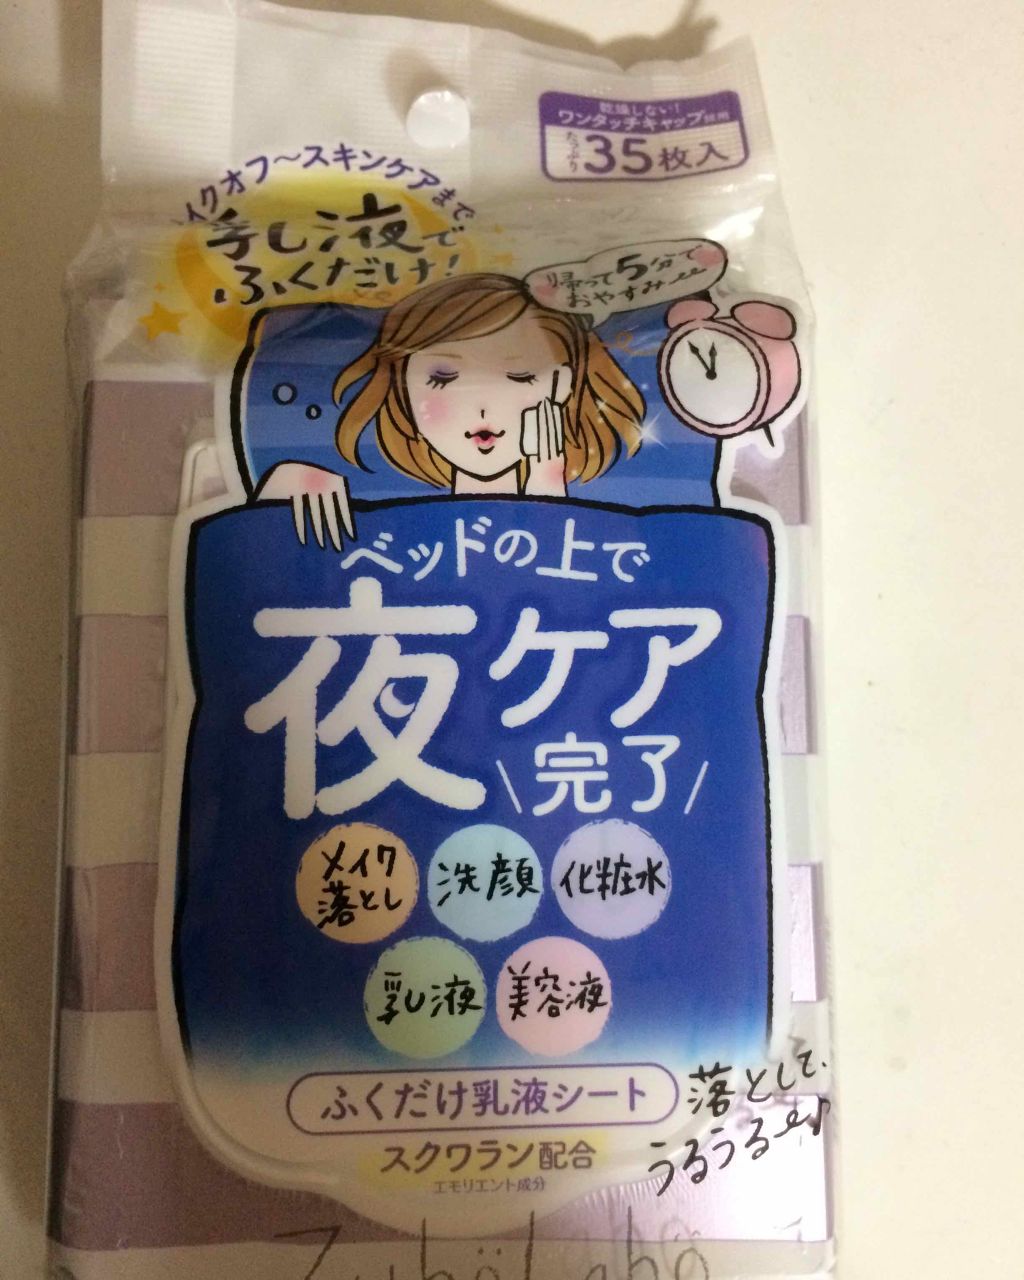 乾燥しない!
ワンタッチキャップ採用
たっぷり35枚入
イクオフ〜スキンケアまで
乳液で
ふくだけ!
帰って5分で
おやすみ
ベッドの上で
夜ケア
完了
メイク
落とし
洗顔
化粧水
乳液
美容液
ふくだけ乳液シート
落として、
うるうる〜♪
スクワラン配合
エモリエント成分